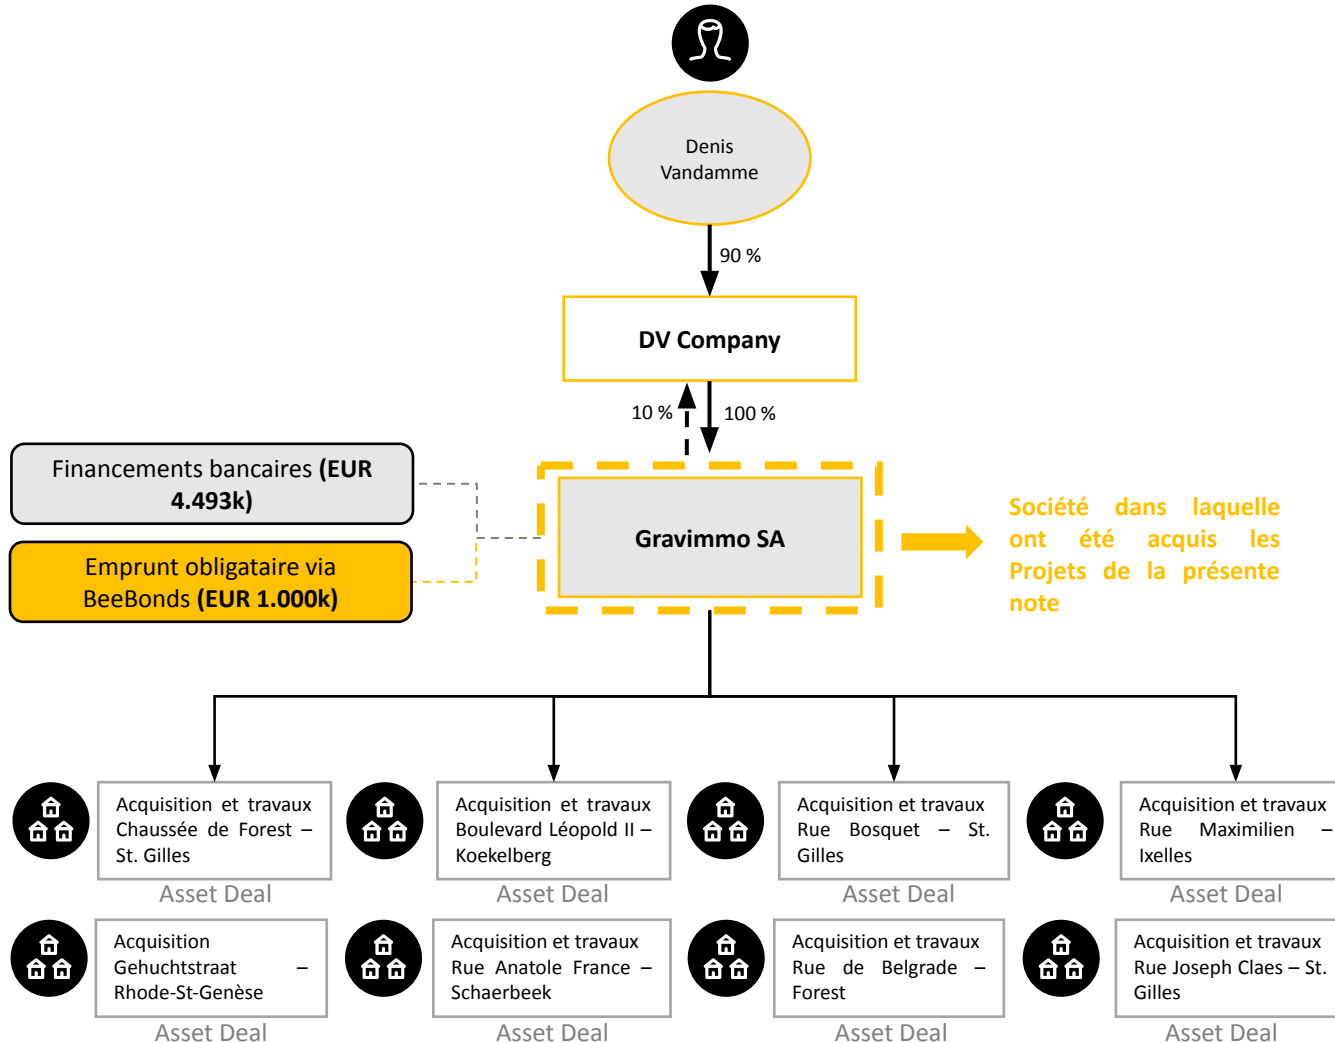 Denis
Vandamme
90 %
DV Company
10 %
100 %
Financements bancaires (EUR
4.493k)
Emprunt obligataire via
BeeBonds (EUR 1.000k)
Gravimmo SA
Société dans laquelle
ont été acquis les
Projets de la présente
note
Acquisition et travaux
Chaussée de Forest –
St. Gilles
Asset Deal
Acquisition et travaux
Boulevard Léopold II –
Koekelberg
Asset Deal
Acquisition et travaux
Rue Bosquet – St.
Gilles
Asset Deal
Acquisition et travaux
Rue Maximilien –
Ixelles
Asset Deal
Acquisition
Gehuchtstraat –
Rhode-St-Genèse
Asset Deal
Acquisition et travaux
Rue Anatole France –
Schaerbeek
Asset Deal
Acquisition et travaux
Rue de Belgrade –
Forest
Asset Deal
Acquisition et travaux
Rue Joseph Claes – St.
Gilles
Asset Deal